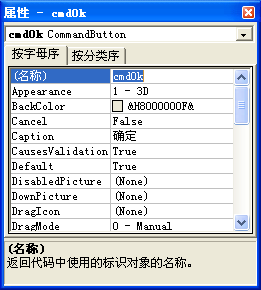 属性 - cmdOk
cmdOk CommandButton
按字母序 按分类序
(名称) cmdOk
Appearance 1 - 3D
BackColor &H8000000F&
Cancel False
Caption 确定
CausesValidation True
Default True
DisabledPicture (None)
DownPicture (None)
DragIcon (None)
DragMode 0 - Manual
(名称)
返回代码中使用的标识对象的名称。